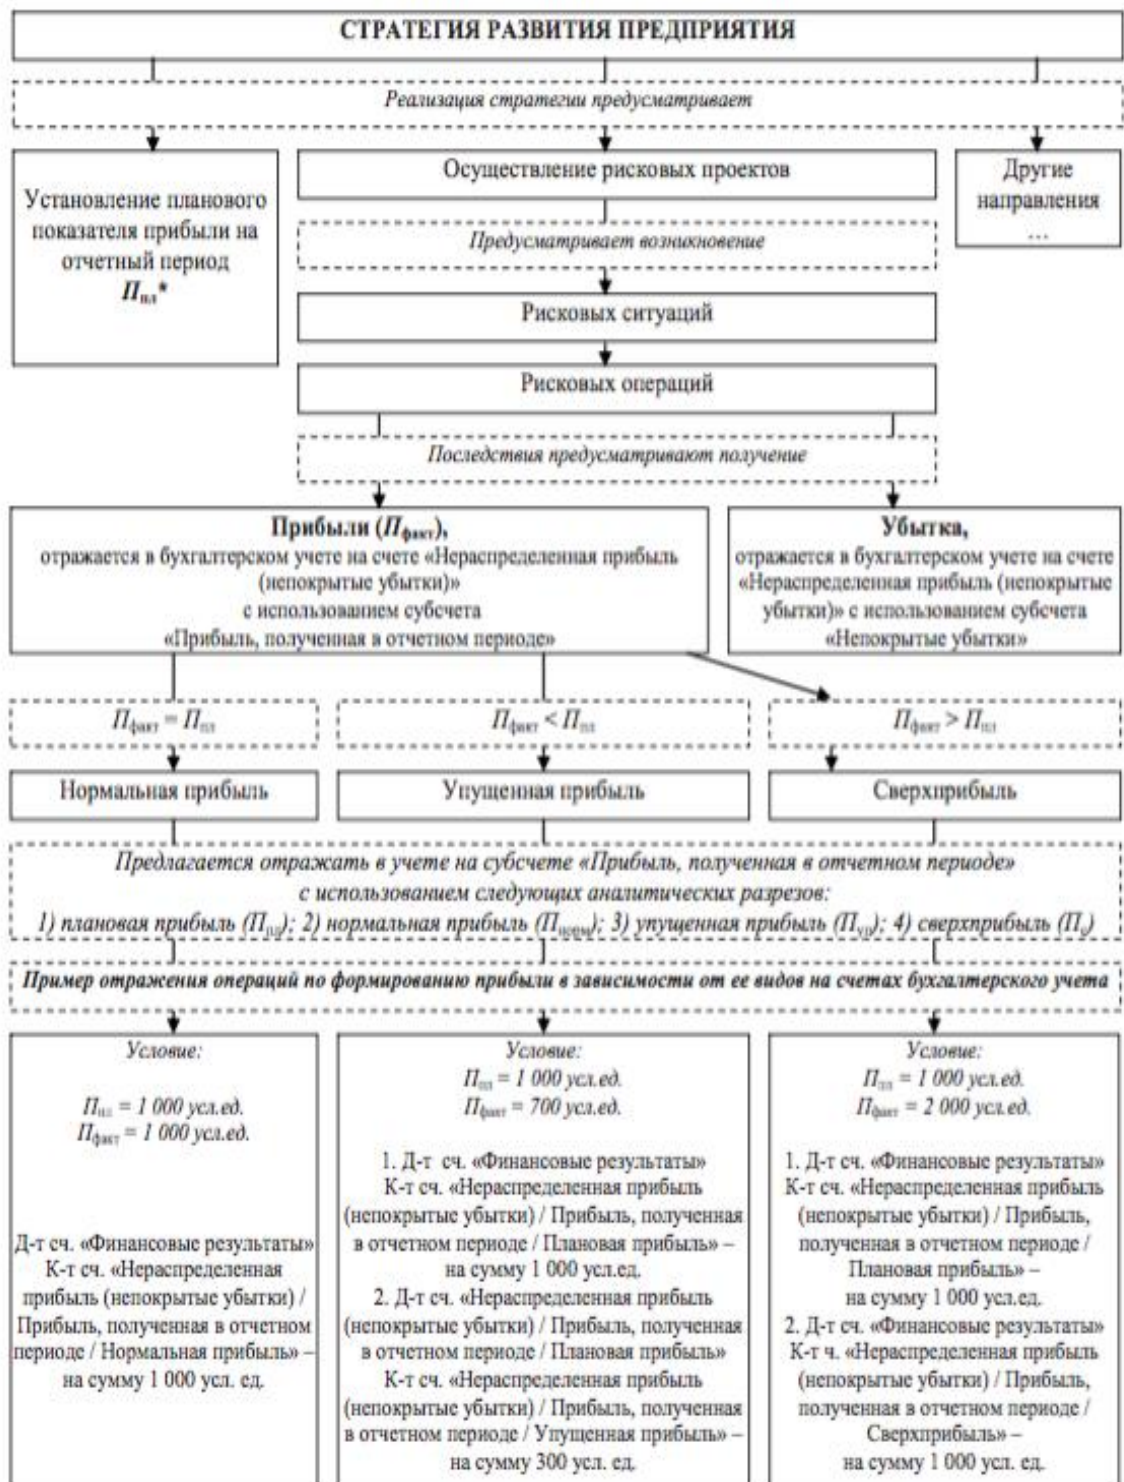 СТРАТЕГИЯ РАЗВИТИЯ ПРЕДПРИЯТИЯ
Реализация стратегии предусматривает
Установление планового
показателя прибыли на
отчетный период
Ппл*
Осуществление рисковых проектов
Предусматривает возникновение
Рисковых ситуаций
Рисковых операций
Другие
направления
…
Последствия предусматривают получение
Прибыли (Пфакт),
отражается в бухгалтерском учете на счете «Нераспределенная прибыль
(непокрытые убытки)»
с использованием субсчета
«Прибыль, полученная в отчетном периоде»
Убытка,
отражается в бухгалтерском учете на счете
«Нераспределенная прибыль (непокрытые
убытки)» с использованием субсчета
«Непокрытые убытки»
Пфакт = Ппл
Пфакт < Ппл
Пфакт > Ппл
Нормальная прибыль
Упущенная прибыль
Сверхприбыль
Предлагается отражать в учете на субсчете «Прибыль, полученная в отчетном периоде»
с использованием следующих аналитических разрезов:
1) плановая прибыль (Ппл); 2) нормальная прибыль (Пнорм); 3) упущенная прибыль (Пуп); 4) сверхприбыль (Пс)
Пример отражения операций по формированию прибыли в зависимости от ее видов на счетах бухгалтерского учета
Условие:
Ппл = 1 000 усл.ед.
Пфакт = 1 000 усл.ед.
Д-т сч. «Финансовые результаты»
К-т сч. «Нераспределенная
прибыль (непокрытые убытки) /
Прибыль, полученная в отчетном
периоде / Нормальная прибыль» –
на сумму 1 000 усл. ед.
Условие:
Ппл = 1 000 усл.ед.
Пфакт = 700 усл.ед.
1. Д-т сч. «Финансовые результаты»
К-т сч. «Нераспределенная прибыль
(непокрытые убытки) / Прибыль, полученная
в отчетном периоде / Плановая прибыль» –
на сумму 1 000 усл.ед.
2. Д-т сч. «Нераспределенная прибыль
(непокрытые убытки) / Прибыль, полученная
в отчетном периоде / Плановая прибыль»
К-т сч. «Нераспределенная прибыль
(непокрытые убытки) / Прибыль, полученная
в отчетном периоде / Упущенная прибыль» –
на сумму 300 усл. ед.
Условие:
Ппл = 1 000 усл.ед.
Пфакт = 2 000 усл.ед.
1. Д-т сч. «Финансовые результаты»
К-т сч. «Нераспределенная прибыль
(непокрытые убытки) / Прибыль,
полученная в отчетном периоде /
Плановая прибыль» –
на сумму 1 000 усл.ед.
2. Д-т сч. «Финансовые результаты»
К-т ч. «Нераспределенная прибыль
(непокрытые убытки) / Прибыль,
полученная в отчетном периоде /
Сверхприбыль» –
на сумму 1 000 усл. ед.